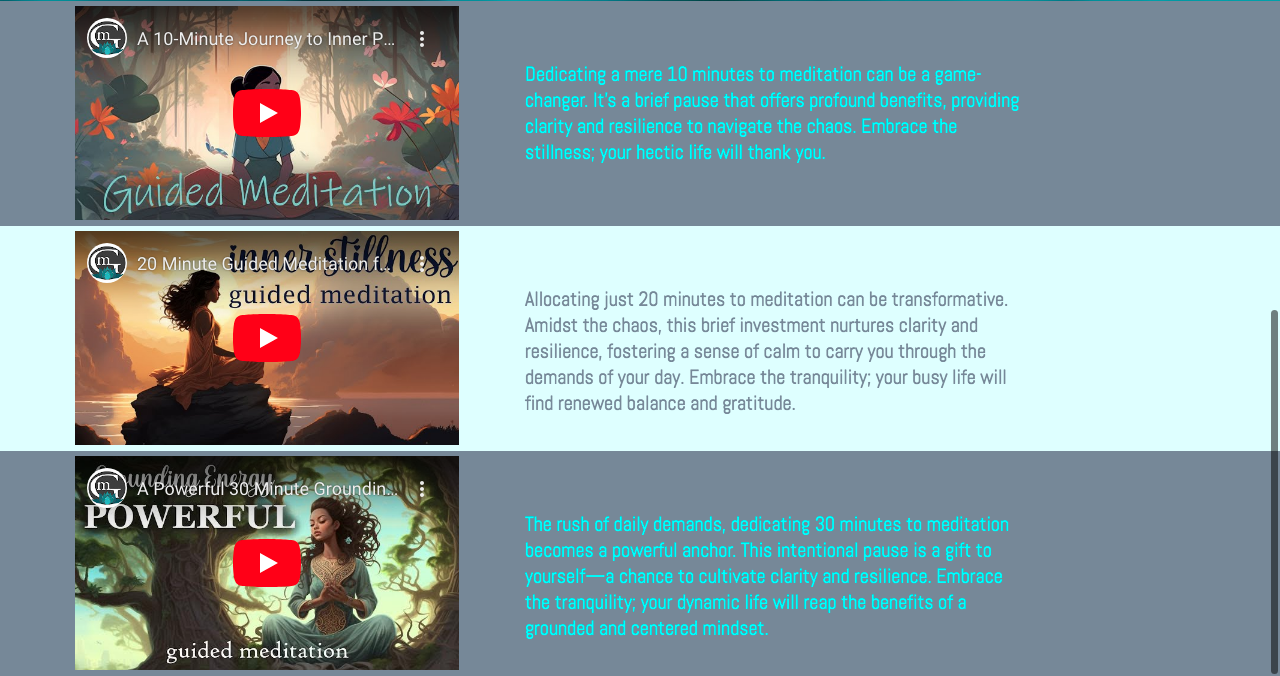 A 10-Minute Journey to Inner P...
Guided Meditation
Dedicating a mere 10 minutes to meditation can be a game-
changer. It's a brief pause that offers profound benefits, providing
clarity and resilience to navigate the chaos. Embrace the
stillness; your hectic life will thank you.
inner stillness
20 Minute Guided Meditation f...
guided meditation
Allocating just 20 minutes to meditation can be transformative.
Amidst the chaos, this brief investment nurtures clarity and
resilience, fostering a sense of calm to carry you through the
demands of your day. Embrace the tranquility; your busy life will
find renewed balance and gratitude.
Grounding Energy
A Powerful 30 Minute Groundin...
POWERFUL
guided meditation
The rush of daily demands, dedicating 30 minutes to meditation
becomes a powerful anchor. This intentional pause is a gift to
yourself—a chance to cultivate clarity and resilience. Embrace
the tranquility; your dynamic life will reap the benefits of a
grounded and centered mindset.